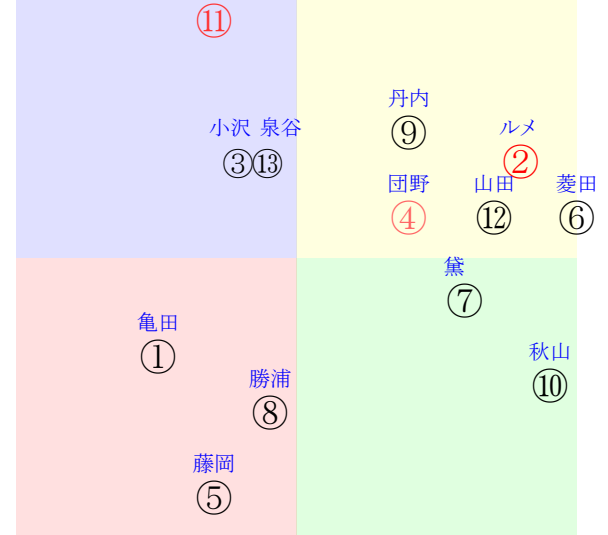 ⑪
丹内
⑨
小沢 泉谷
③⑬
ルメ
②
団野
④
山田
⑫
菱田
⑥
黛
⑦
亀田
①
秋山
⑩
勝浦
⑧
藤岡
⑤